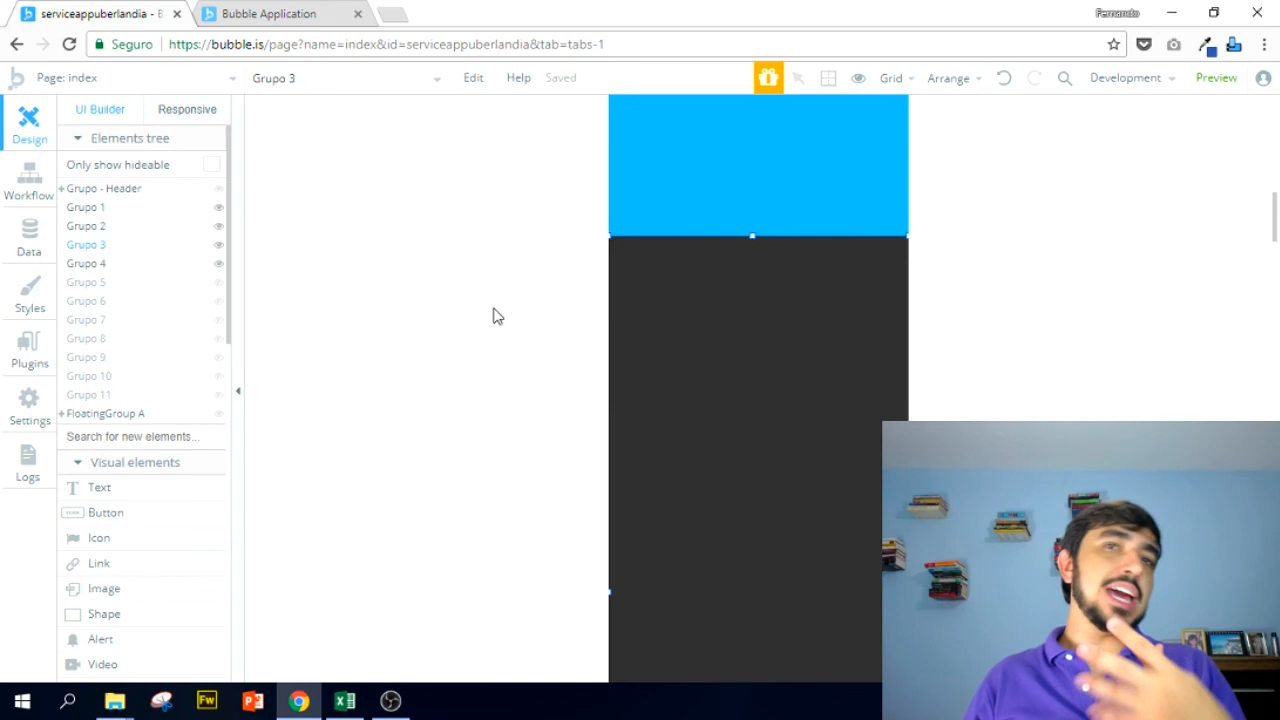 serviceappuberlandia - B
Bubble Application
Fernando
Seguro
https://bubble.is/page?name=index&id=serviceappuberlandia&tab=tabs-1
Page: index
Grupo 3
Edit
Help
Saved
Grid
Arrange
Development
Preview
Design
Workflow
Data
Styles
Plugins
Settings
Logs
UI Builder
Responsive
Elements tree
Only show hideable
Grupo - Header
Grupo 1
Grupo 2
Grupo 3
Grupo 4
Grupo 5
Grupo 6
Grupo 7
Grupo 8
Grupo 9
Grupo 10
Grupo 11
FloatingGroup A
Search for new elements...
Visual elements
Text
CLICK Button
Icon
Link
Image
Shape
Alert
Video
Fw